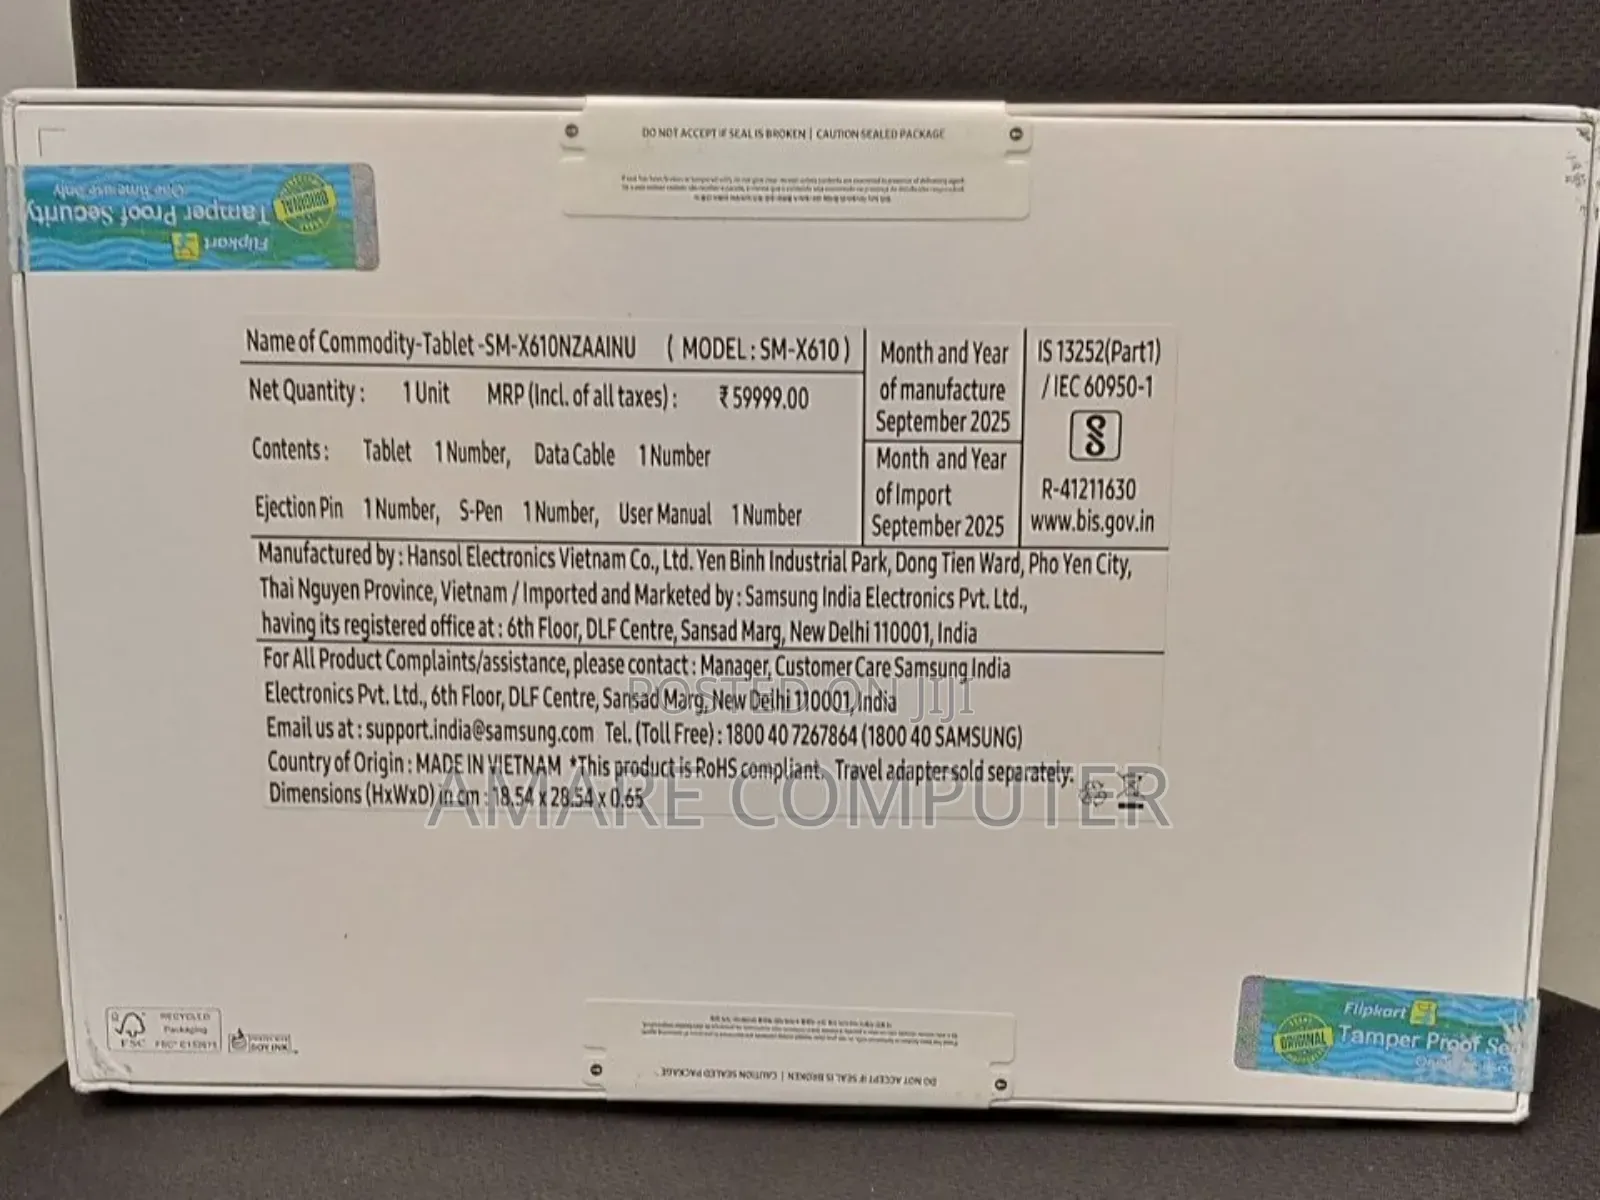 DO NOT ACCEPT IF SEAL IS BROKEN | CAUTION SEALED PACKAGE
Flipkart
Tamper Proof Security
One time use only
ORIGINAL
Name of Commodity-Tablet -SM-X610NZAAINU ( MODEL : SM-X610 )
Net Quantity : 1 Unit MRP (Incl. of all taxes) : ₹ 59999.00
Contents : Tablet 1 Number, Data Cable 1 Number
Ejection Pin 1 Number, S-Pen 1 Number, User Manual 1 Number
Month and Year
of manufacture
September 2025
Month and Year
of Import
September 2025
IS 13252(Part1)
/ IEC 60950-1
R-41211630
www.bis.gov.in
Manufactured by : Hansol Electronics Vietnam Co., Ltd. Yen Binh Industrial Park, Dong Tien Ward, Pho Yen City,
Thai Nguyen Province, Vietnam / Imported and Marketed by : Samsung India Electronics Pvt. Ltd.,
having its registered office at : 6th Floor, DLF Centre, Sansad Marg, New Delhi 110001, India
For All Product Complaints/assistance, please contact : Manager, Customer Care Samsung India
Electronics Pvt. Ltd., 6th Floor, DLF Centre, Sansad Marg, New Delhi 110001, India
POSTED ON JIJI
Email us at : support.india@samsung.com Tel. (Toll Free) : 1800 40 7267864 (1800 40 SAMSUNG)
Country of Origin : MADE IN VIETNAM *This product is RoHS compliant. Travel adapter sold separately.
Dimensions (HxWxD) in cm : 18.54 x 28.54 x 0.65
AMARE COMPUTER
RECYCLED
Packaging
FSC
SOY INK
DO NOT ACCEPT IF SEAL IS BROKEN | CAUTION SEALED PACKAGE
Flipkart
ORIGINAL
Tamper Proof Se